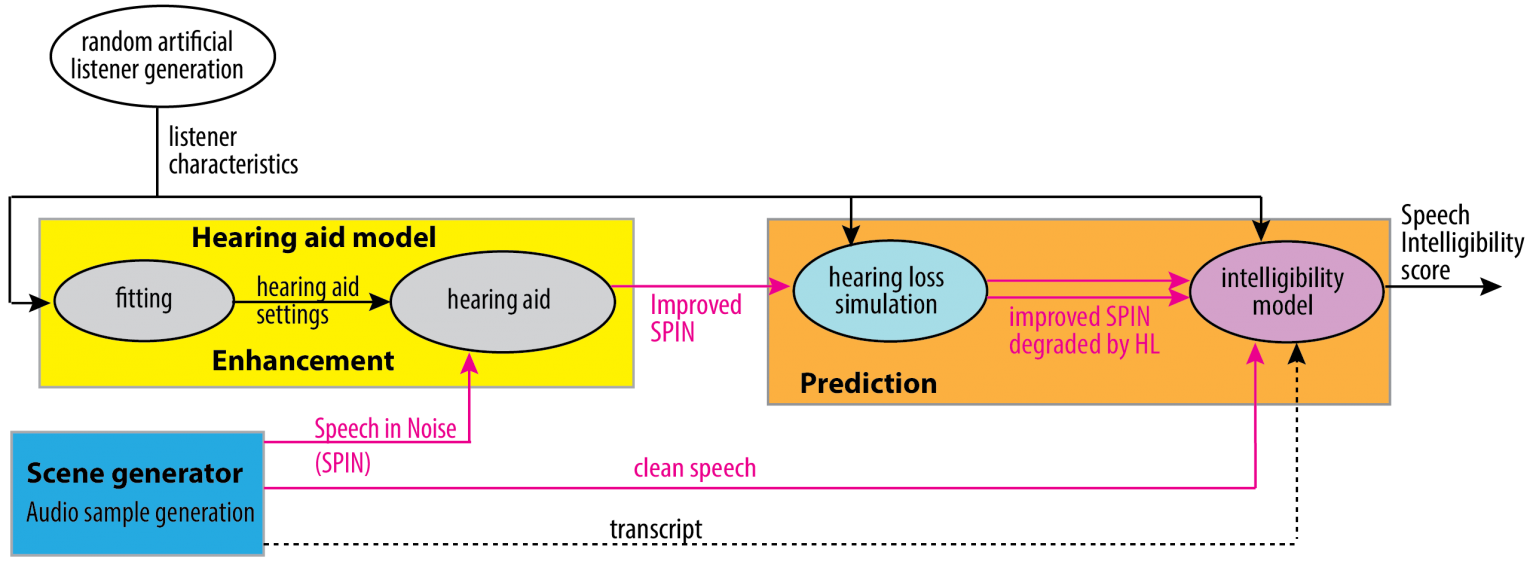 random artificial
listener generation
listener
characteristics
Hearing aid model
fitting
hearing aid
settings
hearing aid
Enhancement
Improved
SPIN
hearing loss
simulation
improved SPIN
degraded by HL
intelligibility
model
Prediction
Speech
Intelligibility
score
Speech in Noise
(SPIN)
Scene generator
Audio sample generation
clean speech
transcript